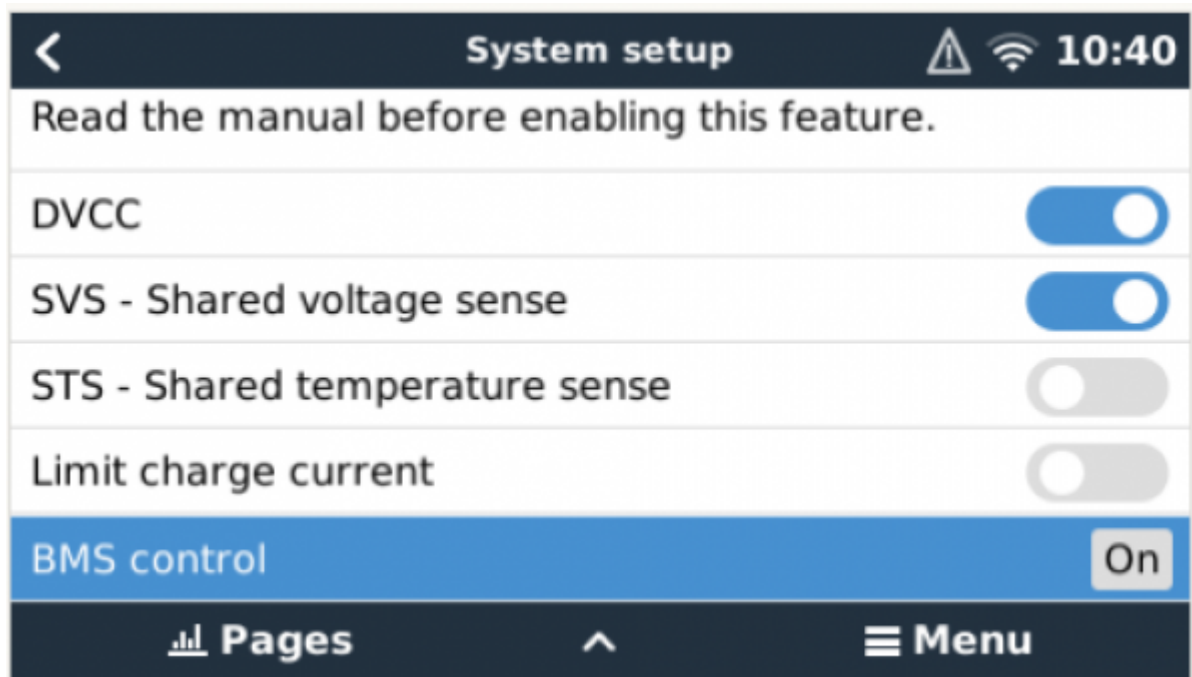 System setup 10:40
Read the manual before enabling this feature.
DVCC
SVS - Shared voltage sense
STS - Shared temperature sense
Limit charge current
BMS control On
Pages Menu